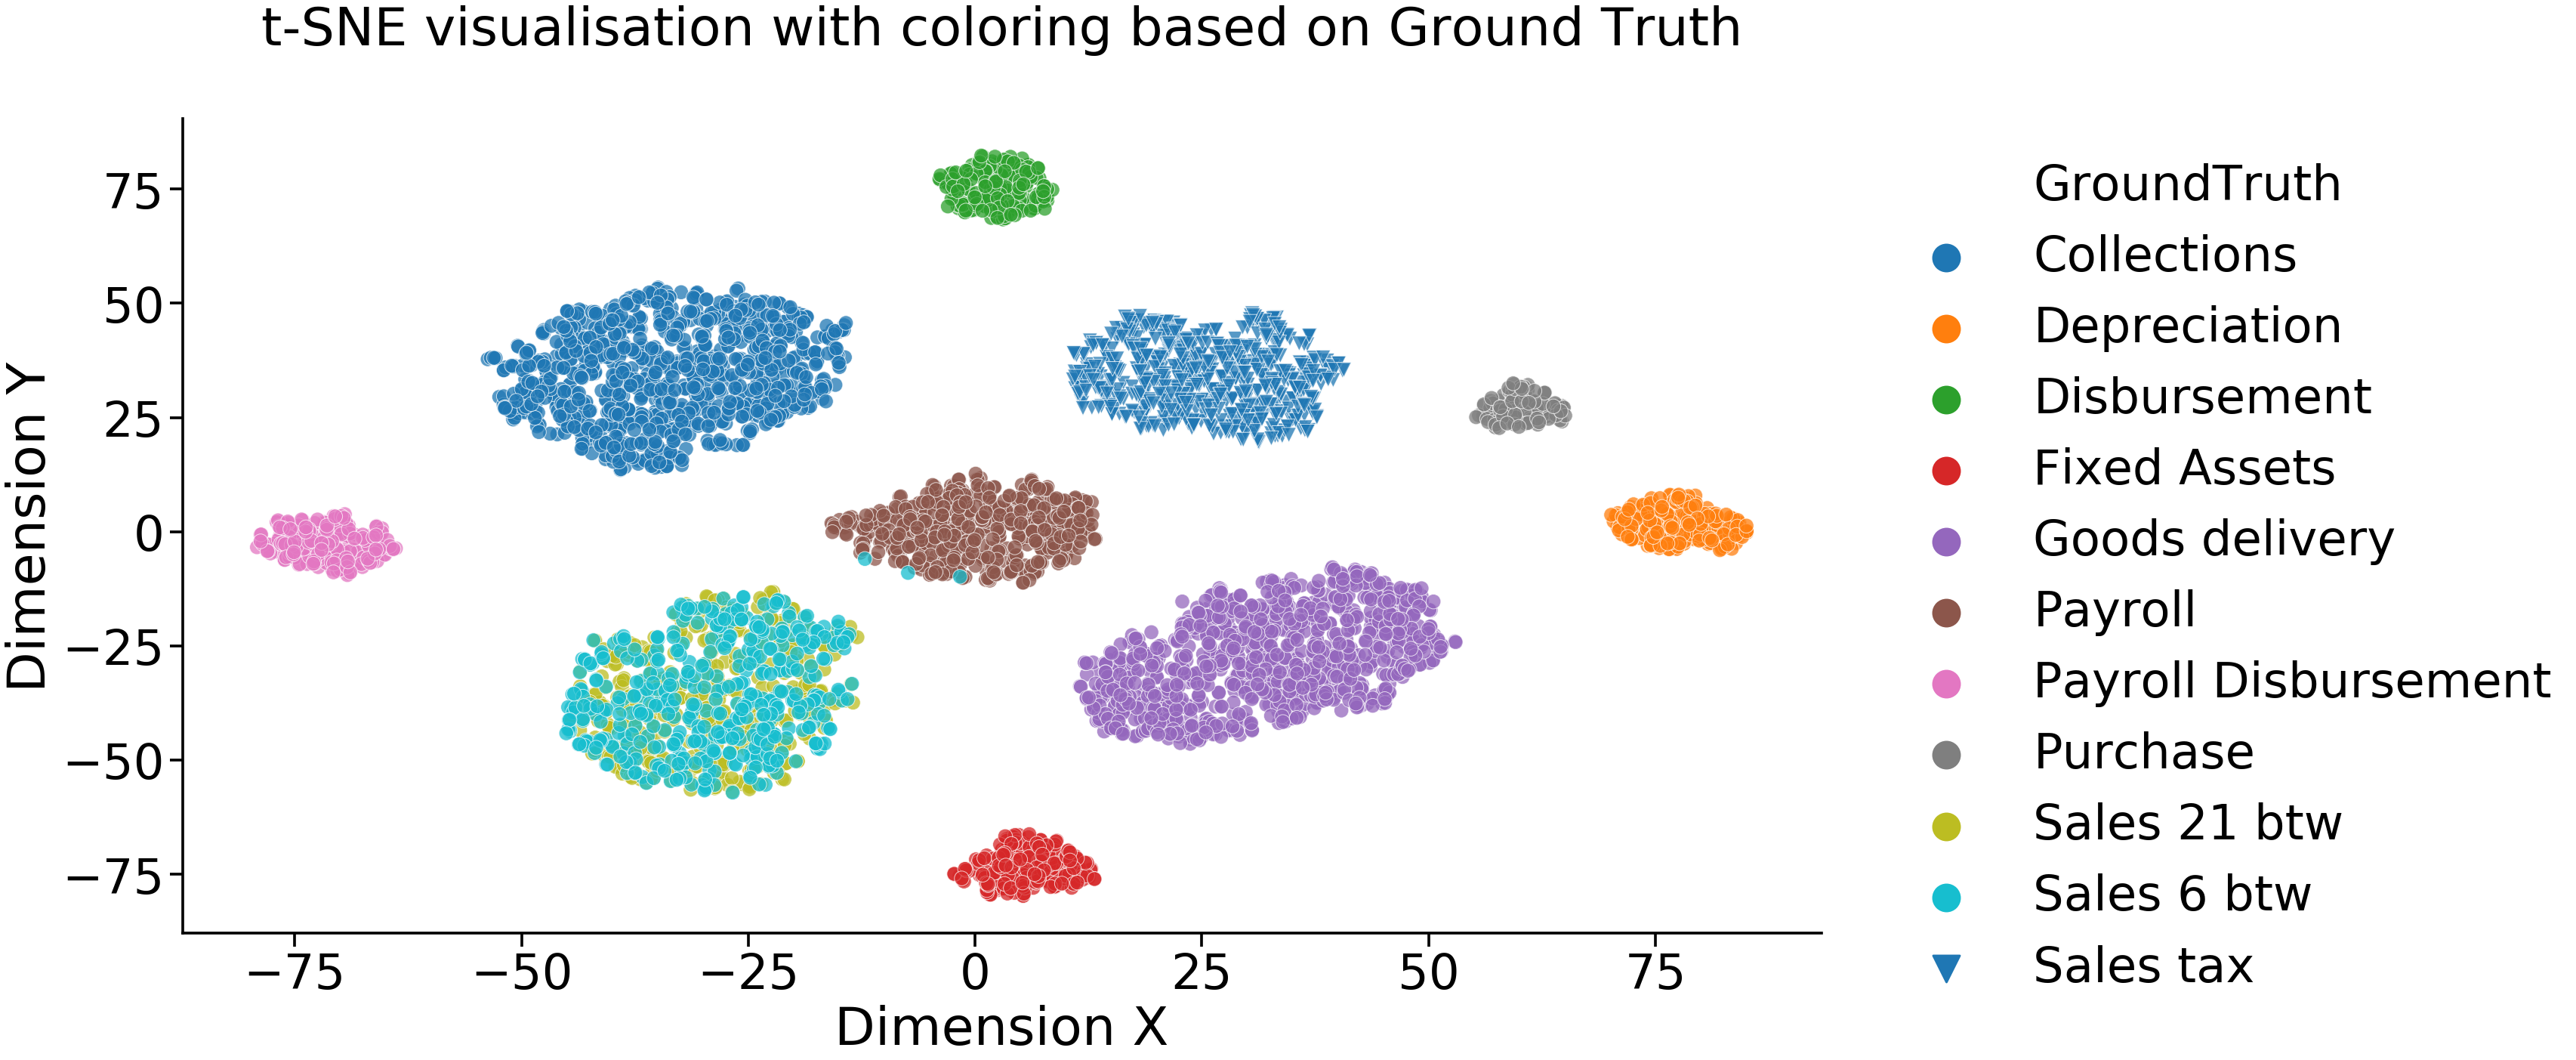 t-SNE visualisation with coloring based on Ground Truth
Dimension Y
75
50
25
0
−25
−50
−75
−75 −50 −25 0 25 50 75
Dimension X
GroundTruth
Collections
Depreciation
Disbursement
Fixed Assets
Goods delivery
Payroll
Payroll Disbursement
Purchase
Sales 21 btw
Sales 6 btw
Sales tax